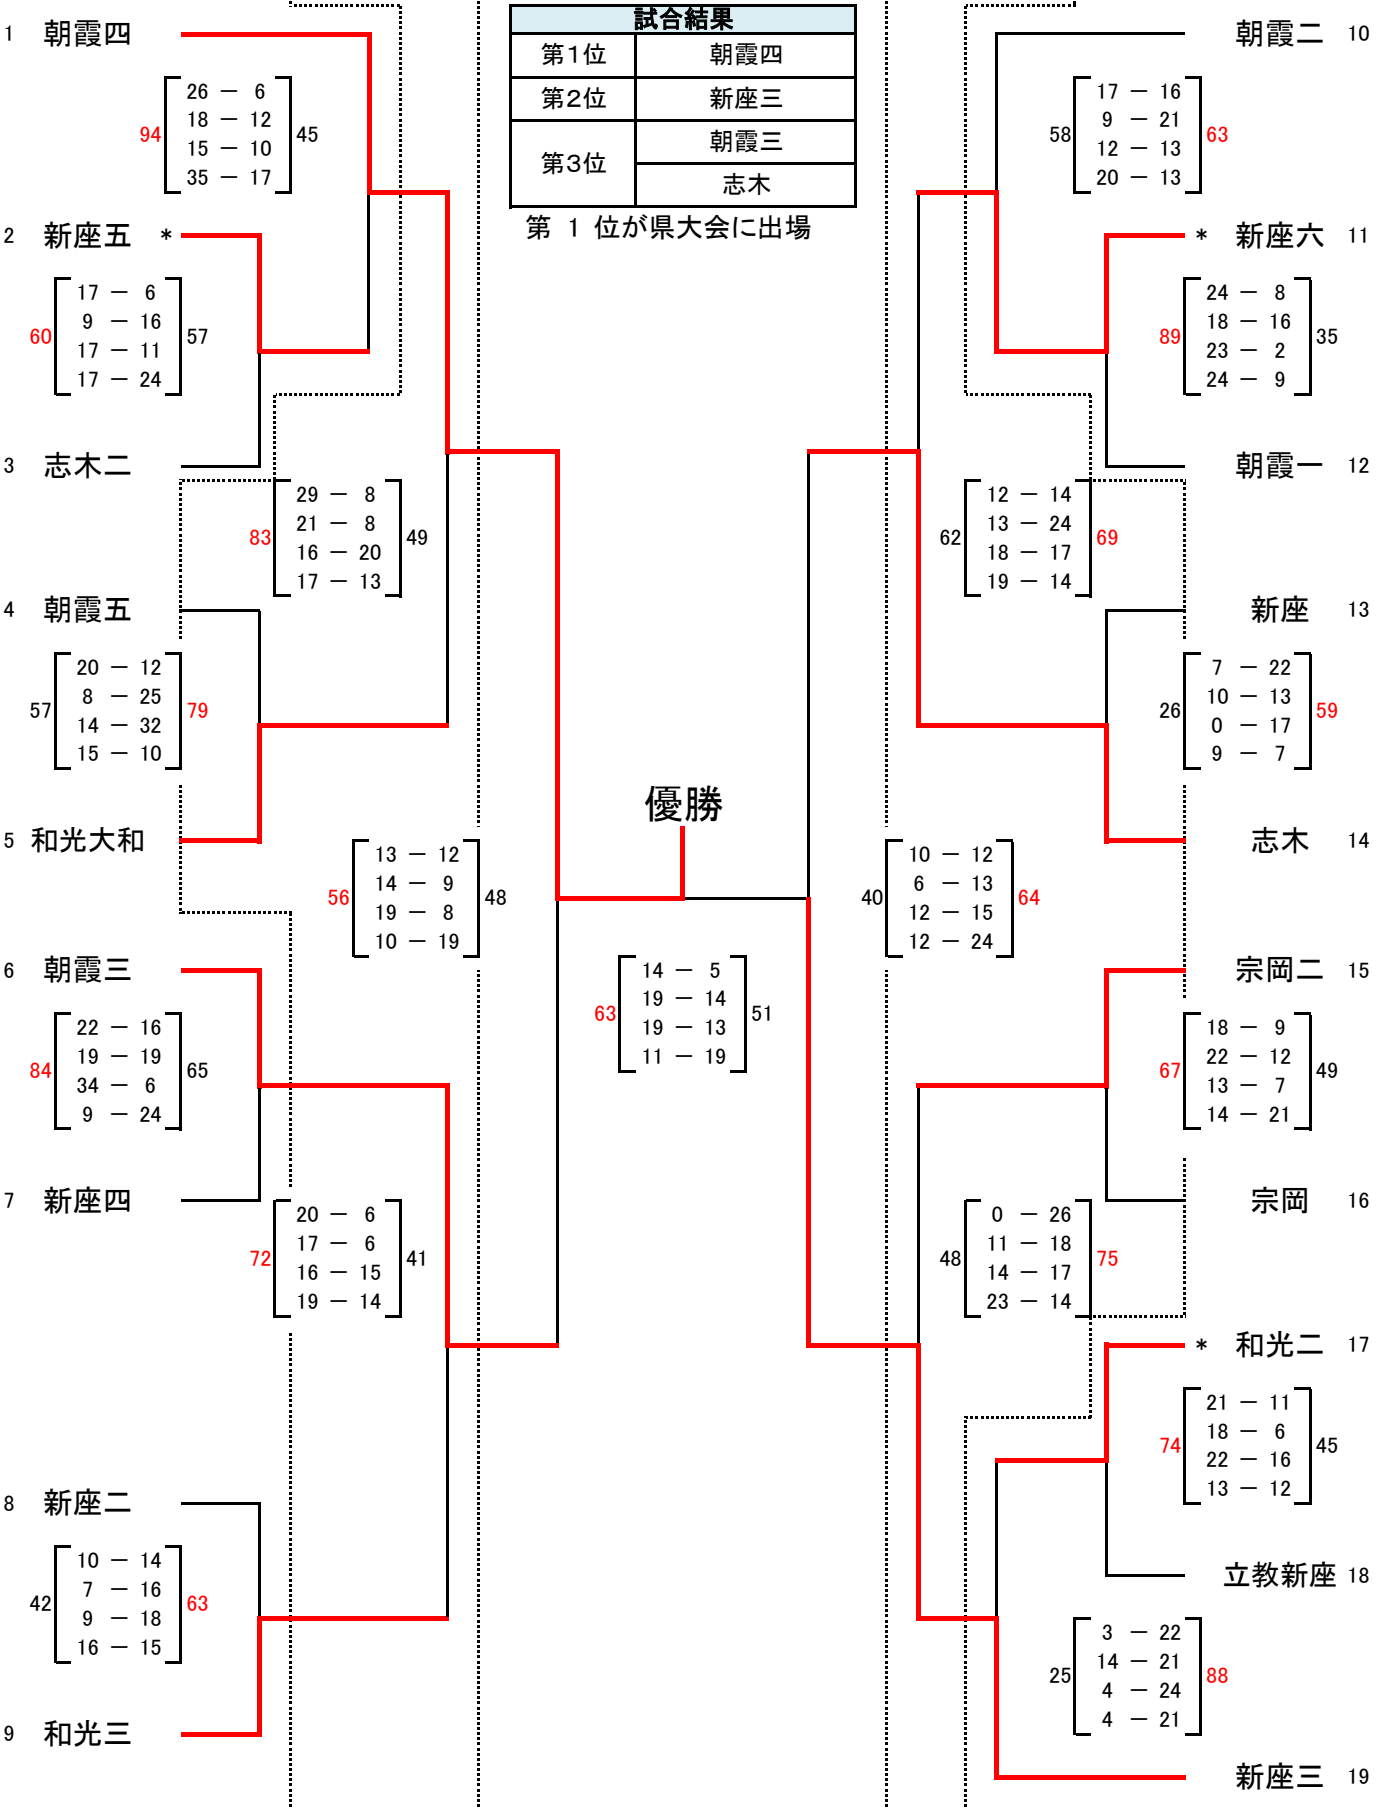 試合結果
第1位 朝霞四
第2位 新座三
第3位 朝霞三
志木
第 1 位が県大会に出場
1 朝霞四
94 45
26 － 6
18 － 12
15 － 10
35 － 17
2 新座五 *
60 57
17 － 6
9 － 16
17 － 11
17 － 24
3 志木二
83 49
29 － 8
21 － 8
16 － 20
17 － 13
4 朝霞五
57 79
20 － 12
8 － 25
14 － 32
15 － 10
5 和光大和
56 48
13 － 12
14 － 9
19 － 8
10 － 19
6 朝霞三
84 65
22 － 16
19 － 19
34 － 6
9 － 24
7 新座四
72 41
20 － 6
17 － 6
16 － 15
19 － 14
8 新座二
42 63
10 － 14
7 － 16
9 － 18
16 － 15
9 和光三
優勝
63 51
14 － 5
19 － 14
19 － 13
11 － 19
朝霞二 10
58 63
17 － 16
9 － 21
12 － 13
20 － 13
* 新座六 11
89 35
24 － 8
18 － 16
23 － 2
24 － 9
朝霞一 12
62 69
12 － 14
13 － 24
18 － 17
19 － 14
新座 13
26 59
7 － 22
10 － 13
0 － 17
9 － 7
志木 14
40 64
10 － 12
6 － 13
12 － 15
12 － 24
宗岡二 15
67 49
18 － 9
22 － 12
13 － 7
14 － 21
宗岡 16
48 75
0 － 26
11 － 18
14 － 17
23 － 14
* 和光二 17
74 45
21 － 11
18 － 6
22 － 16
13 － 12
立教新座 18
25 88
3 － 22
14 － 21
4 － 24
4 － 21
新座三 19